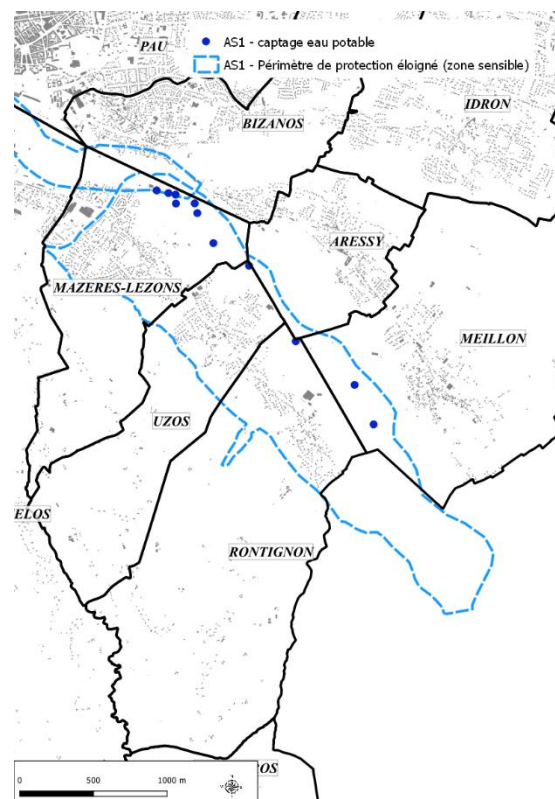 PAU
AS1 - captage eau potable
AS1 - Périmètre de protection éloigné (zone sensible)
IDRON
BIZANOS
ARESSY
MAZERES-LEZONS
MEILLON
UZOS
ELOS
RONTIGNON
OS
0 500 1000 m